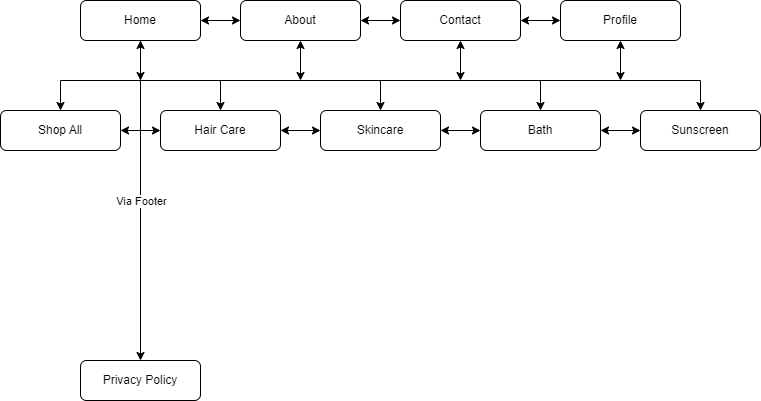 Home
About
Contact
Profile
Shop All
Hair Care
Skincare
Bath
Sunscreen
Via Footer
Privacy Policy